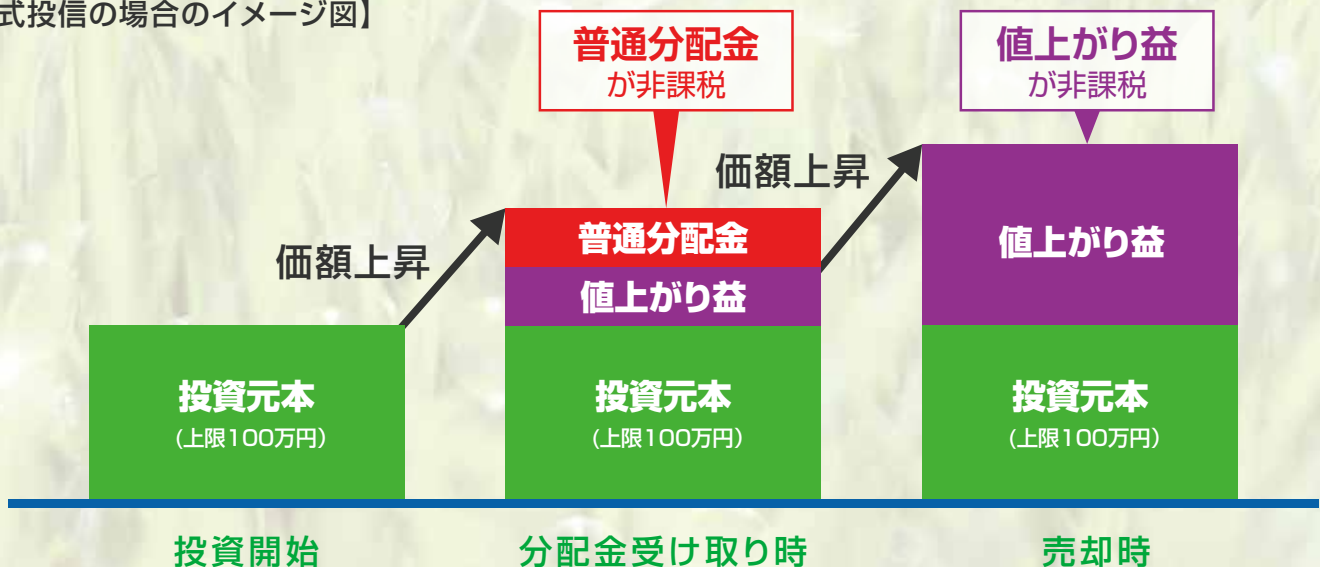 式投信の場合のイメージ図】
普通分配金
が非課税
値上がり益
が非課税
価額上昇
価額上昇
普通分配金
値上がり益
値上がり益
投資元本
(上限100万円)
投資元本
(上限100万円)
投資元本
(上限100万円)
投資開始
分配金受け取り時
売却時